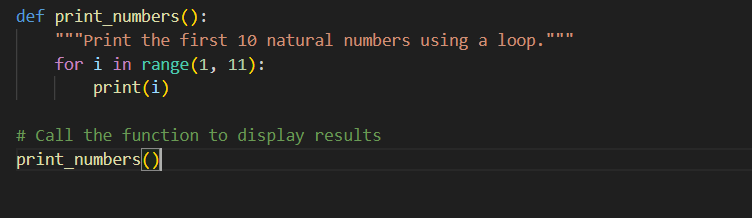 def print_numbers():
    """Print the first 10 natural numbers using a loop."""
    for i in range(1, 11):
        print(i)

# Call the function to display results
print_numbers()